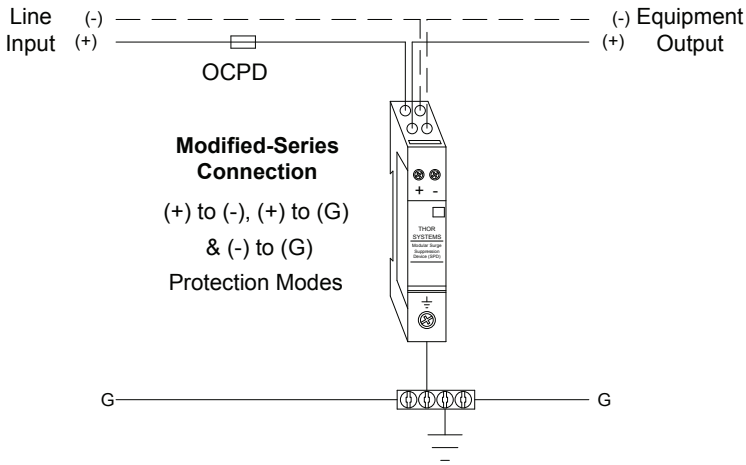 Line (-) (-) Equipment
Input (+) (+) Output
OCPD
Modified-Series
Connection
(+) to (-), (+) to (G)
& (-) to (G)
Protection Modes
+ -
THOR
SYSTEMS
Modular Surge
Suppression
Device (SPD)
G G